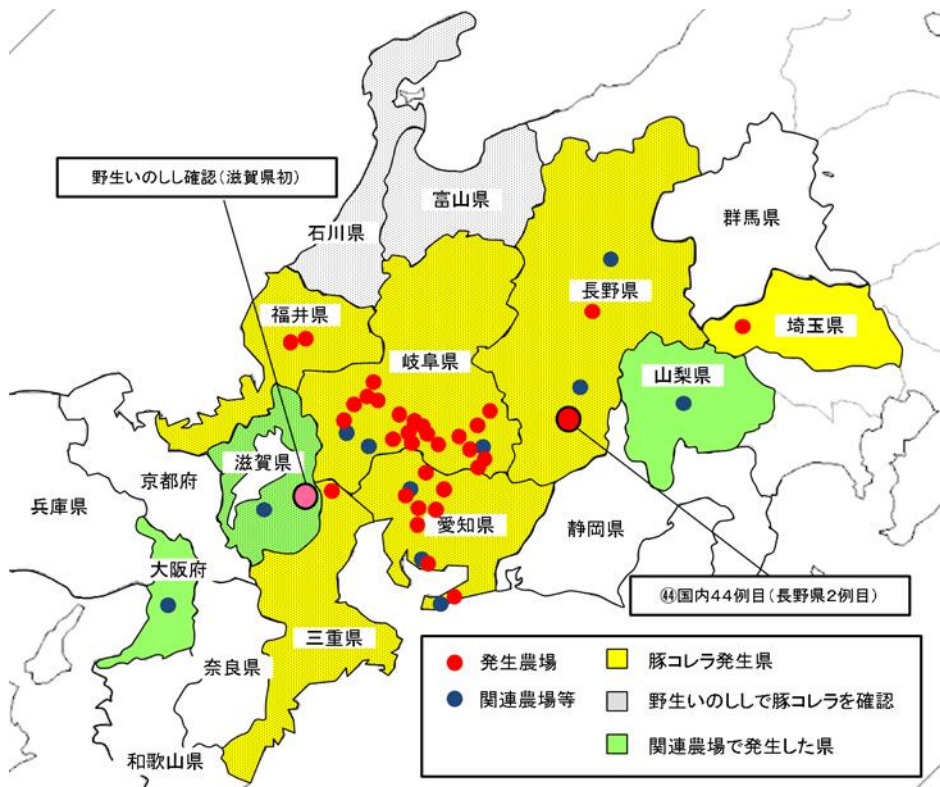 野生いのしし確認(滋賀県初)
富山県
石川県
群馬県
長野県
福井県
埼玉県
岐阜県
山梨県
滋賀県
京都府
兵庫県
愛知県
静岡県
大阪府
㊹国内44例目(長野県2例目)
三重県
奈良県
和歌山県
発生農場
豚コレラ発生県
関連農場等
野生いのししで豚コレラを確認
関連農場で発生した県